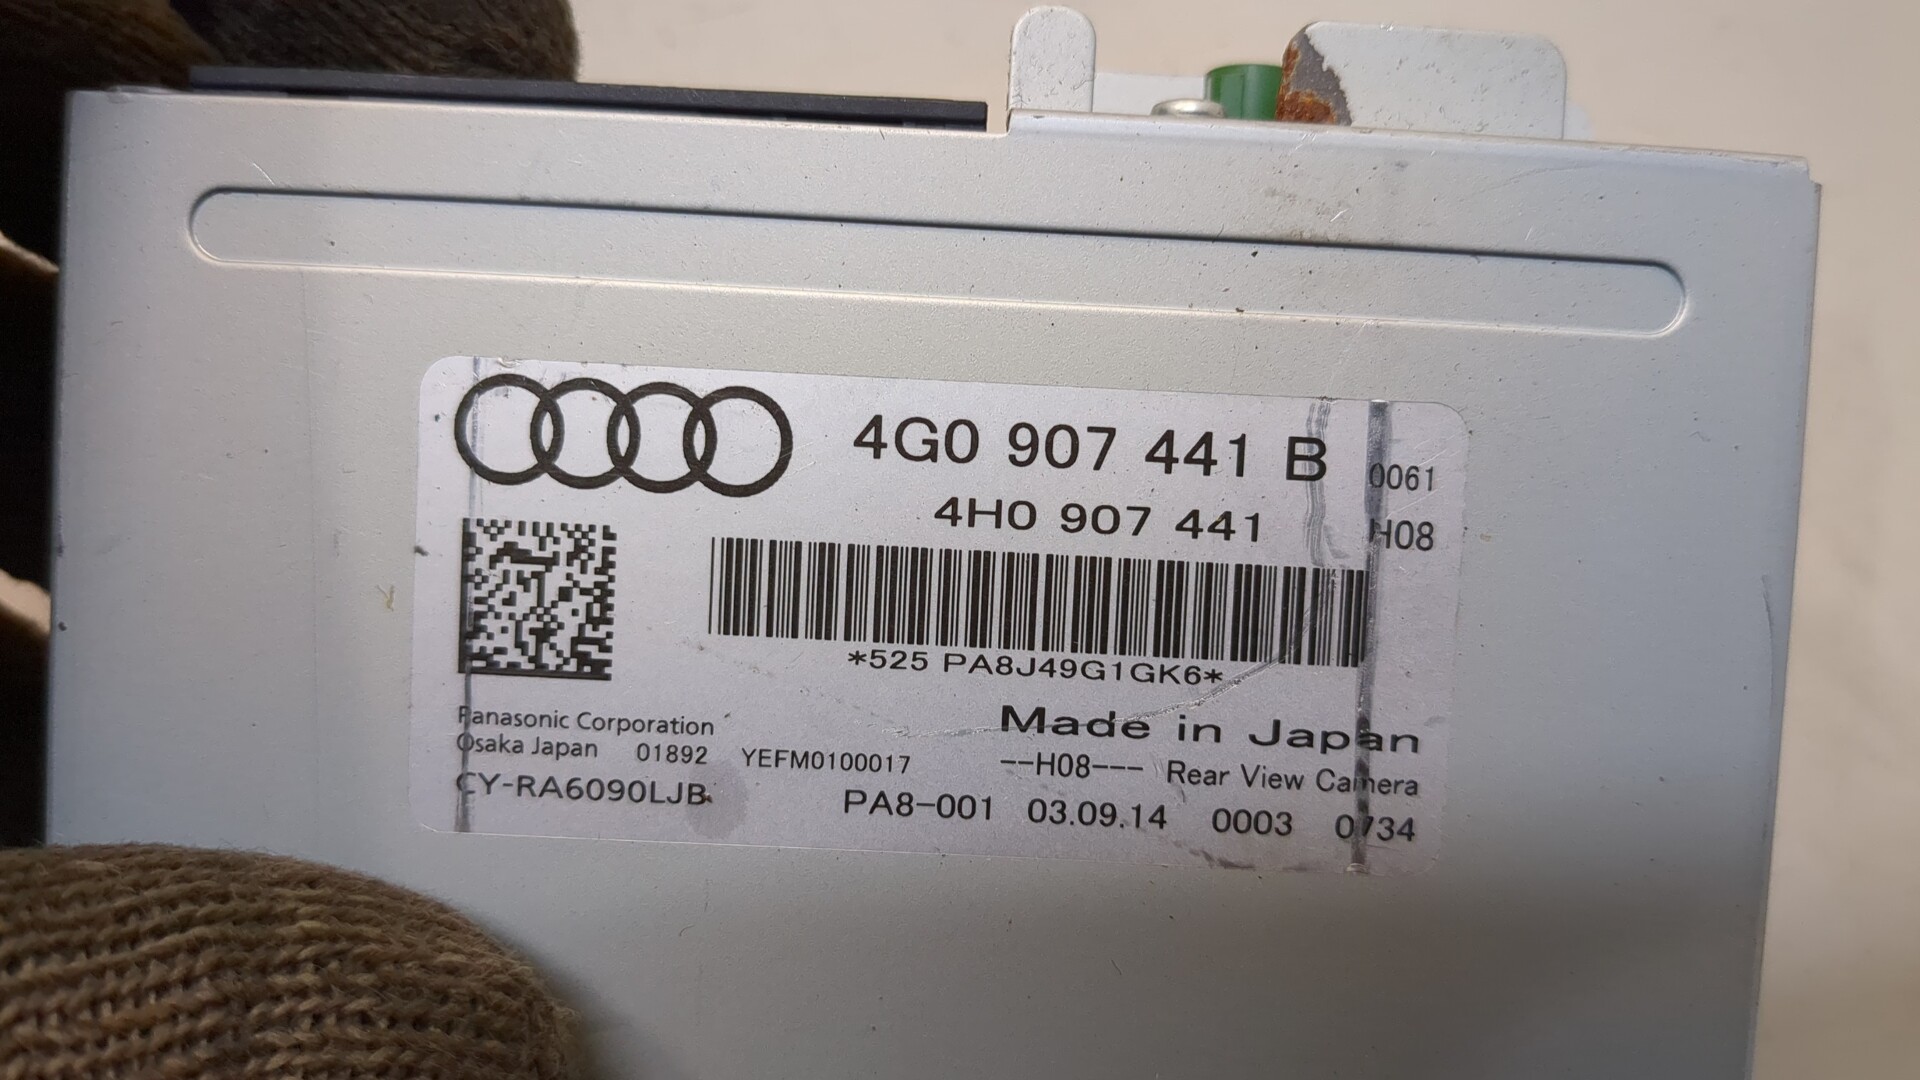 4G0 907 441 B 0061
4H0 907 441 H08
*525 PA8J49G1GK6*
Panasonic Corporation
Made in Japan
Osaka Japan 01892 YEFM0100017
--H08--- Rear View Camera
CY-RA6090LJB
PA8-001 03.09.14 0003 0734